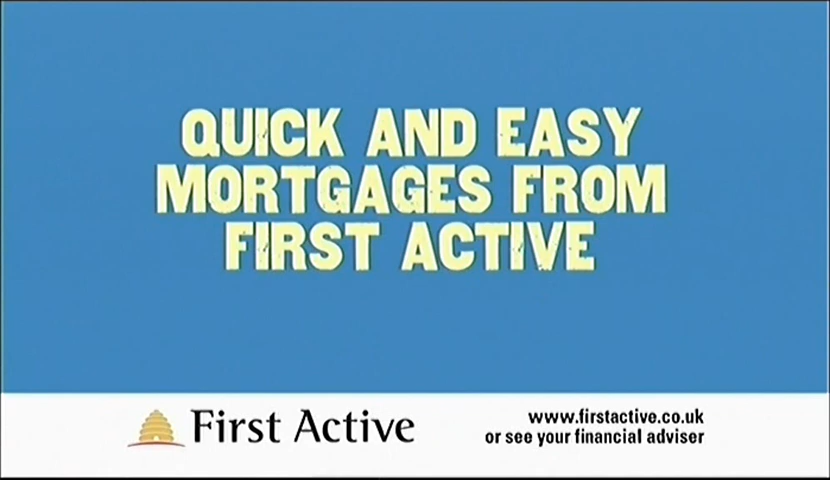 QUICK AND EASY
MORTGAGES FROM
FIRST ACTIVE
First Active
www.firstactive.co.uk
or see your financial adviser